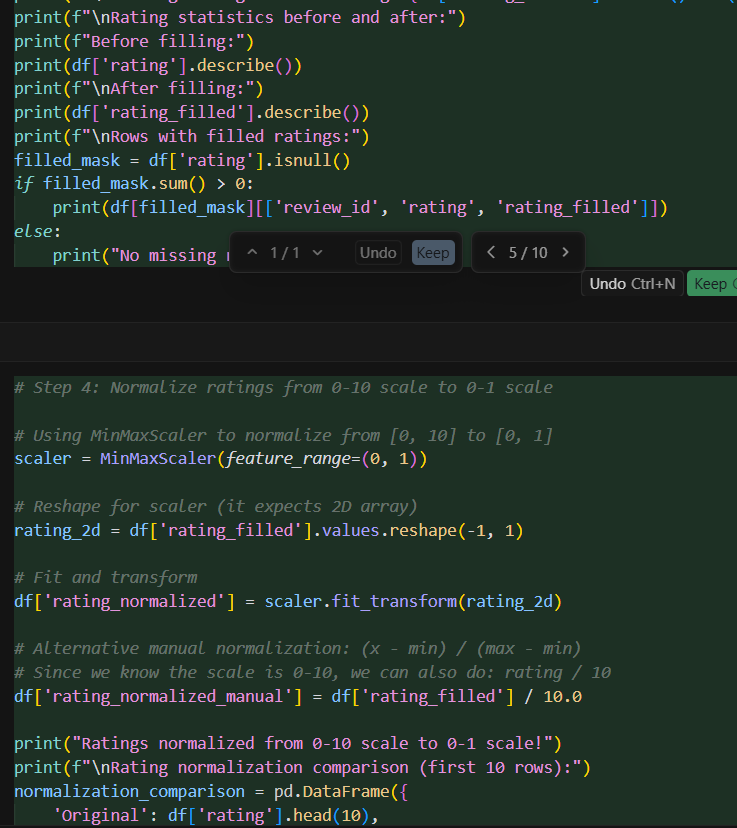 print(f"\nRating statistics before and after:")
print(f"Before filling:")
print(df['rating'].describe())
print(f"\nAfter filling:")
print(df['rating_filled'].describe())
print(f"\nRows with filled ratings:")
filled_mask = df['rating'].isnull()
if filled_mask.sum() > 0:
    print(df[filled_mask][['review_id', 'rating', 'rating_filled']])
else:
    print("No missing
1 / 1 Undo Keep 5 / 10
Undo Ctrl+N Keep
# Step 4: Normalize ratings from 0-10 scale to 0-1 scale
# Using MinMaxScaler to normalize from [0, 10] to [0, 1]
scaler = MinMaxScaler(feature_range=(0, 1))
# Reshape for scaler (it expects 2D array)
rating_2d = df['rating_filled'].values.reshape(-1, 1)
# Fit and transform
df['rating_normalized'] = scaler.fit_transform(rating_2d)
# Alternative manual normalization: (x - min) / (max - min)
# Since we know the scale is 0-10, we can also do: rating / 10
df['rating_normalized_manual'] = df['rating_filled'] / 10.0
print("Ratings normalized from 0-10 scale to 0-1 scale!")
print(f"\nRating normalization comparison (first 10 rows):")
normalization_comparison = pd.DataFrame({
    'Original': df['rating'].head(10),